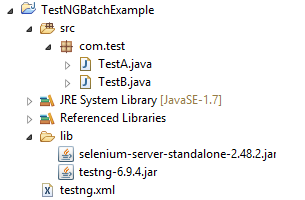 TestNGBatchExample
src
com.test
TestA.java
TestB.java
JRE System Library [JavaSE-1.7]
Referenced Libraries
lib
selenium-server-standalone-2.48.2.jar
testng-6.9.4.jar
testng.xml